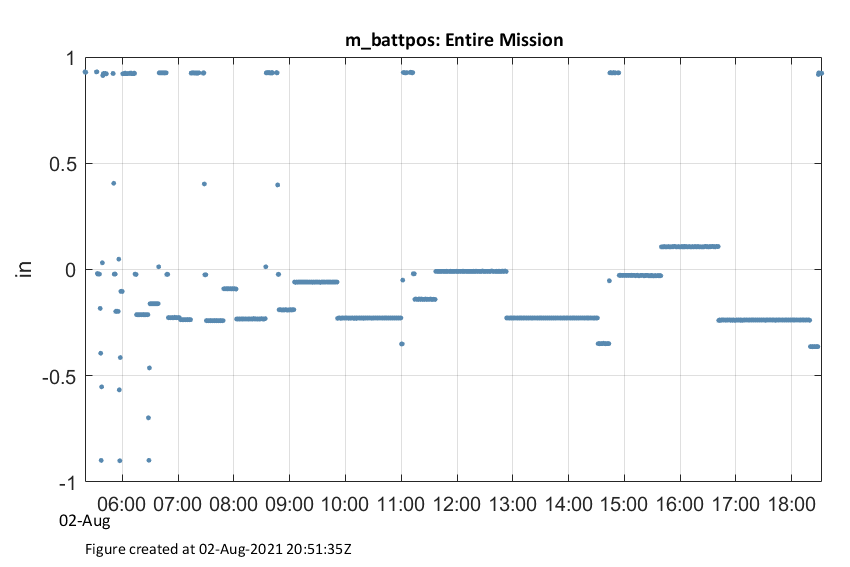 m_battpos: Entire Mission
in
1
0.5
0
-0.5
-1
06:00 07:00 08:00 09:00 10:00 11:00 12:00 13:00 14:00 15:00 16:00 17:00 18:00
02-Aug
Figure created at 02-Aug-2021 20:51:35Z